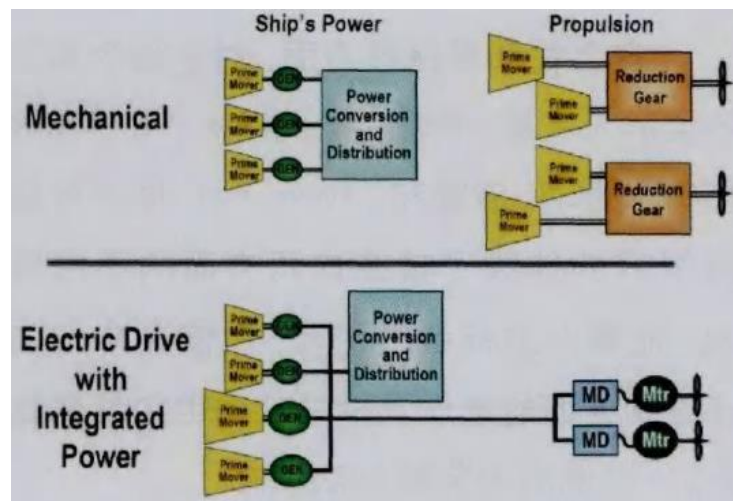 Ship's Power
Propulsion
Mechanical
Prime
Mover
GEN
Prime
Mover
GEN
Prime
Mover
GEN
Power
Conversion
and
Distribution
Prime
Mover
Prime
Mover
Reduction
Gear
Prime
Mover
Prime
Mover
Reduction
Gear
Electric Drive
with
Integrated
Power
Prime
Mover
GEN
Prime
Mover
GEN
Prime
Mover
GEN
Prime
Mover
GEN
Power
Conversion
and
Distribution
MD
Mtr
MD
Mtr